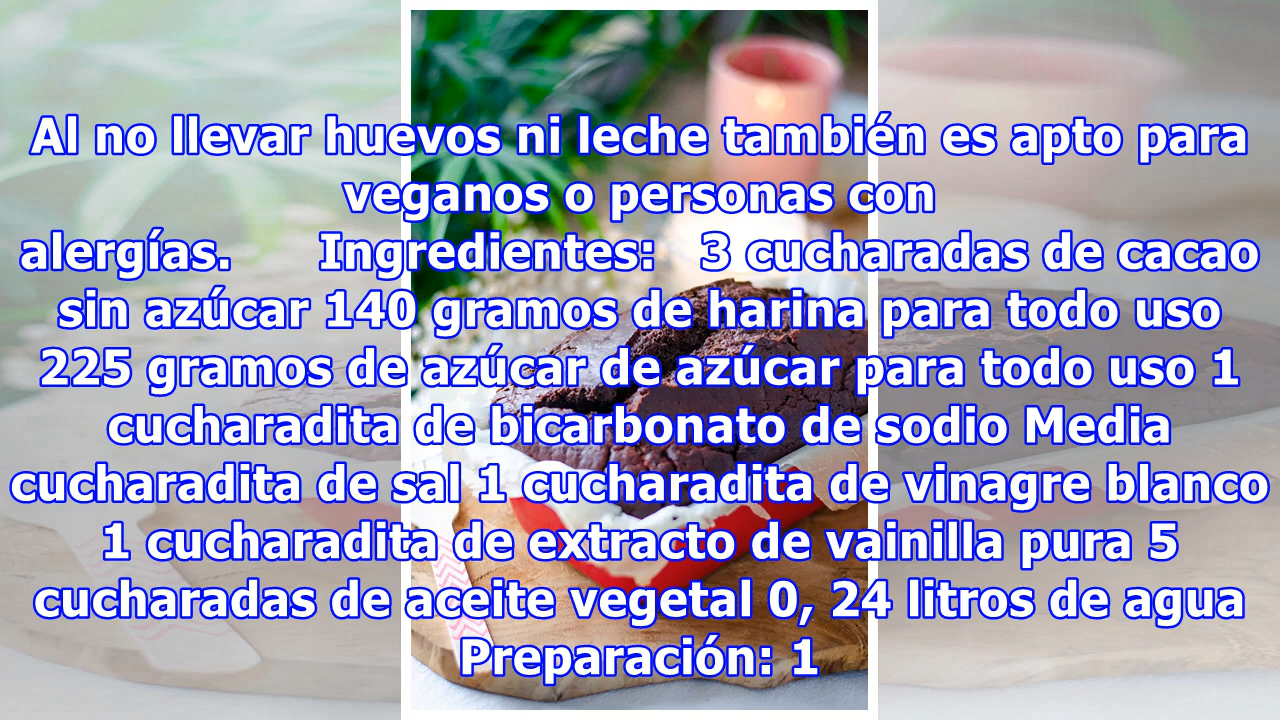 Al no llevar huevos ni leche también es apto para
veganos o personas con
alergías. Ingredientes: 3 cucharadas de cacao
sin azúcar 140 gramos de harina para todo uso
225 gramos de azúcar de azúcar para todo uso 1
cucharadita de bicarbonato de sodio Media
cucharadita de sal 1 cucharadita de vinagre blanco
1 cucharadita de extracto de vainilla pura 5
cucharadas de aceite vegetal 0, 24 litros de agua
Preparación: 1